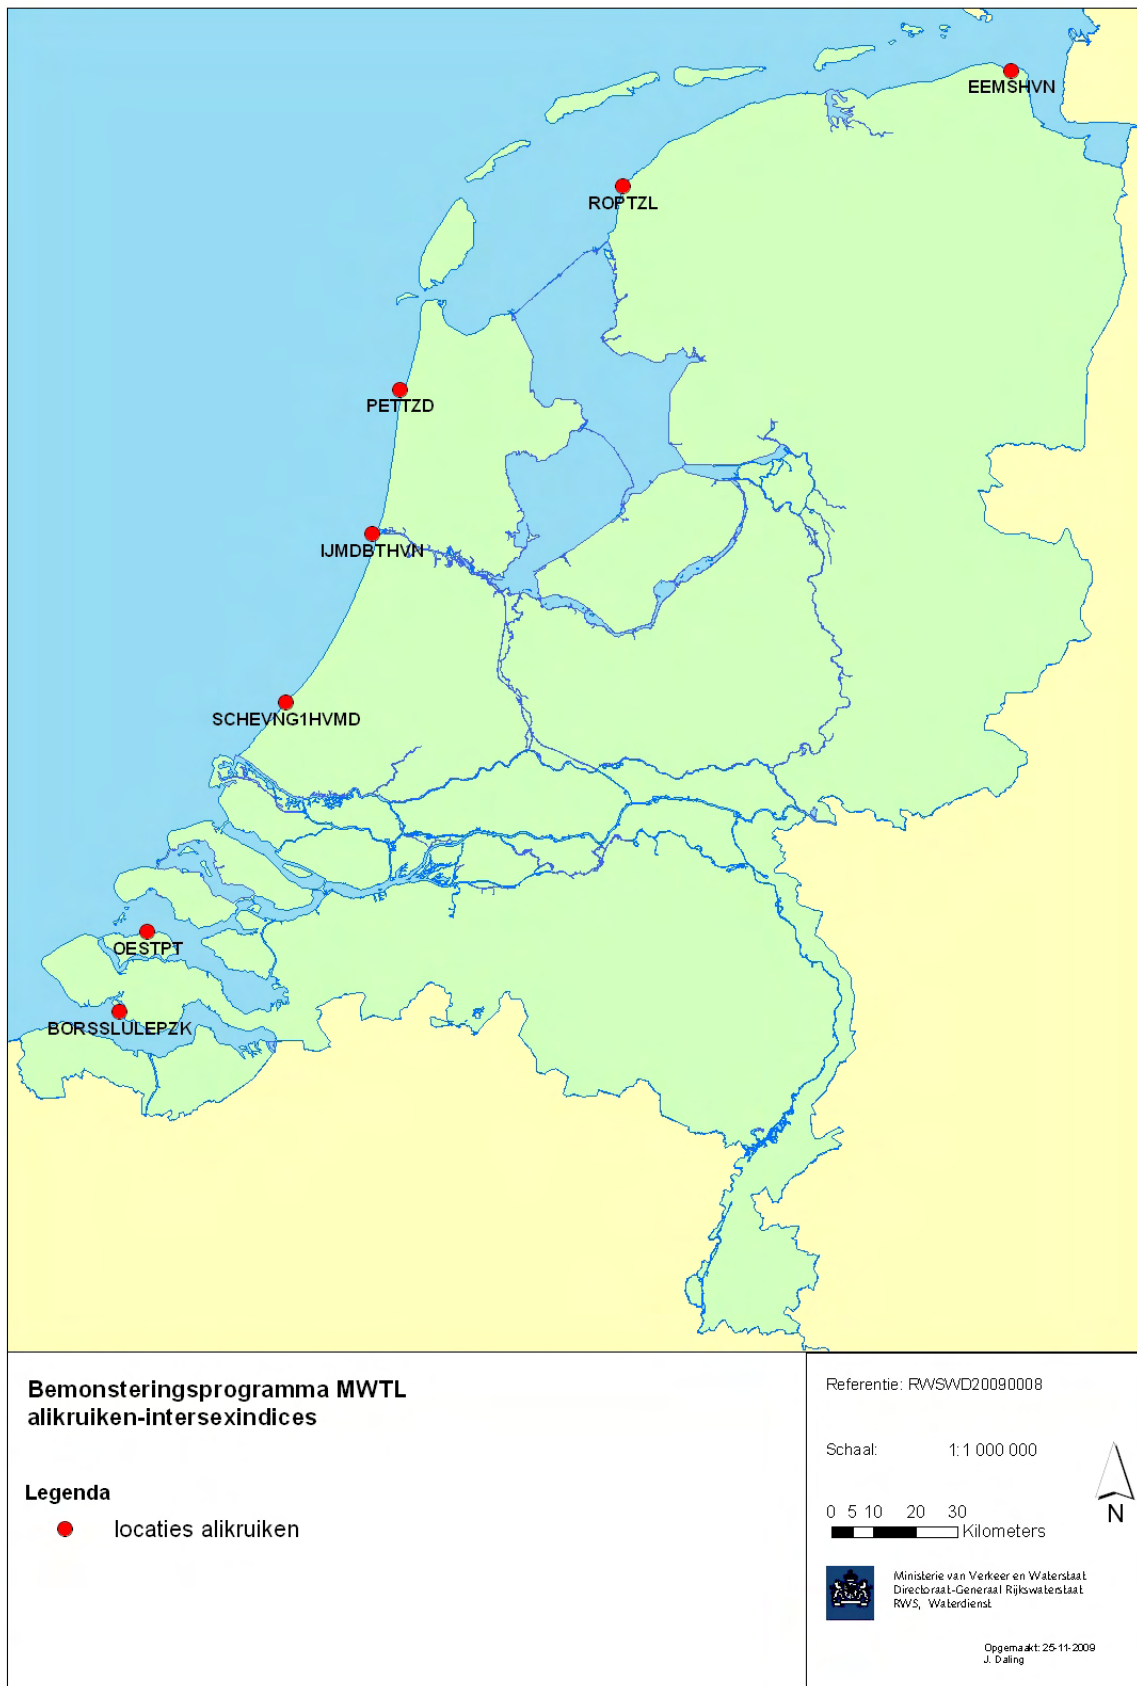 EEMSHVN
ROPTZL
PETTZD
IJMDBTHVN
SCHEVNG1HVMD
OESTPT
BORSSLULEPZK
Bemonsteringsprogramma MWTL
alikruiken-intersexindices
Legenda
locaties alikruiken
Referentie: RWSWD20090008
Schaal: 1:1 000 000
0 5 10 20 30
Kilometers
N
Ministerie van Verkeer en Waterstaat
Directoraat-Generaal Rijkswaterstaat
RWS, Waterdienst
Opgemaakt: 25-11-2009
J. Daling